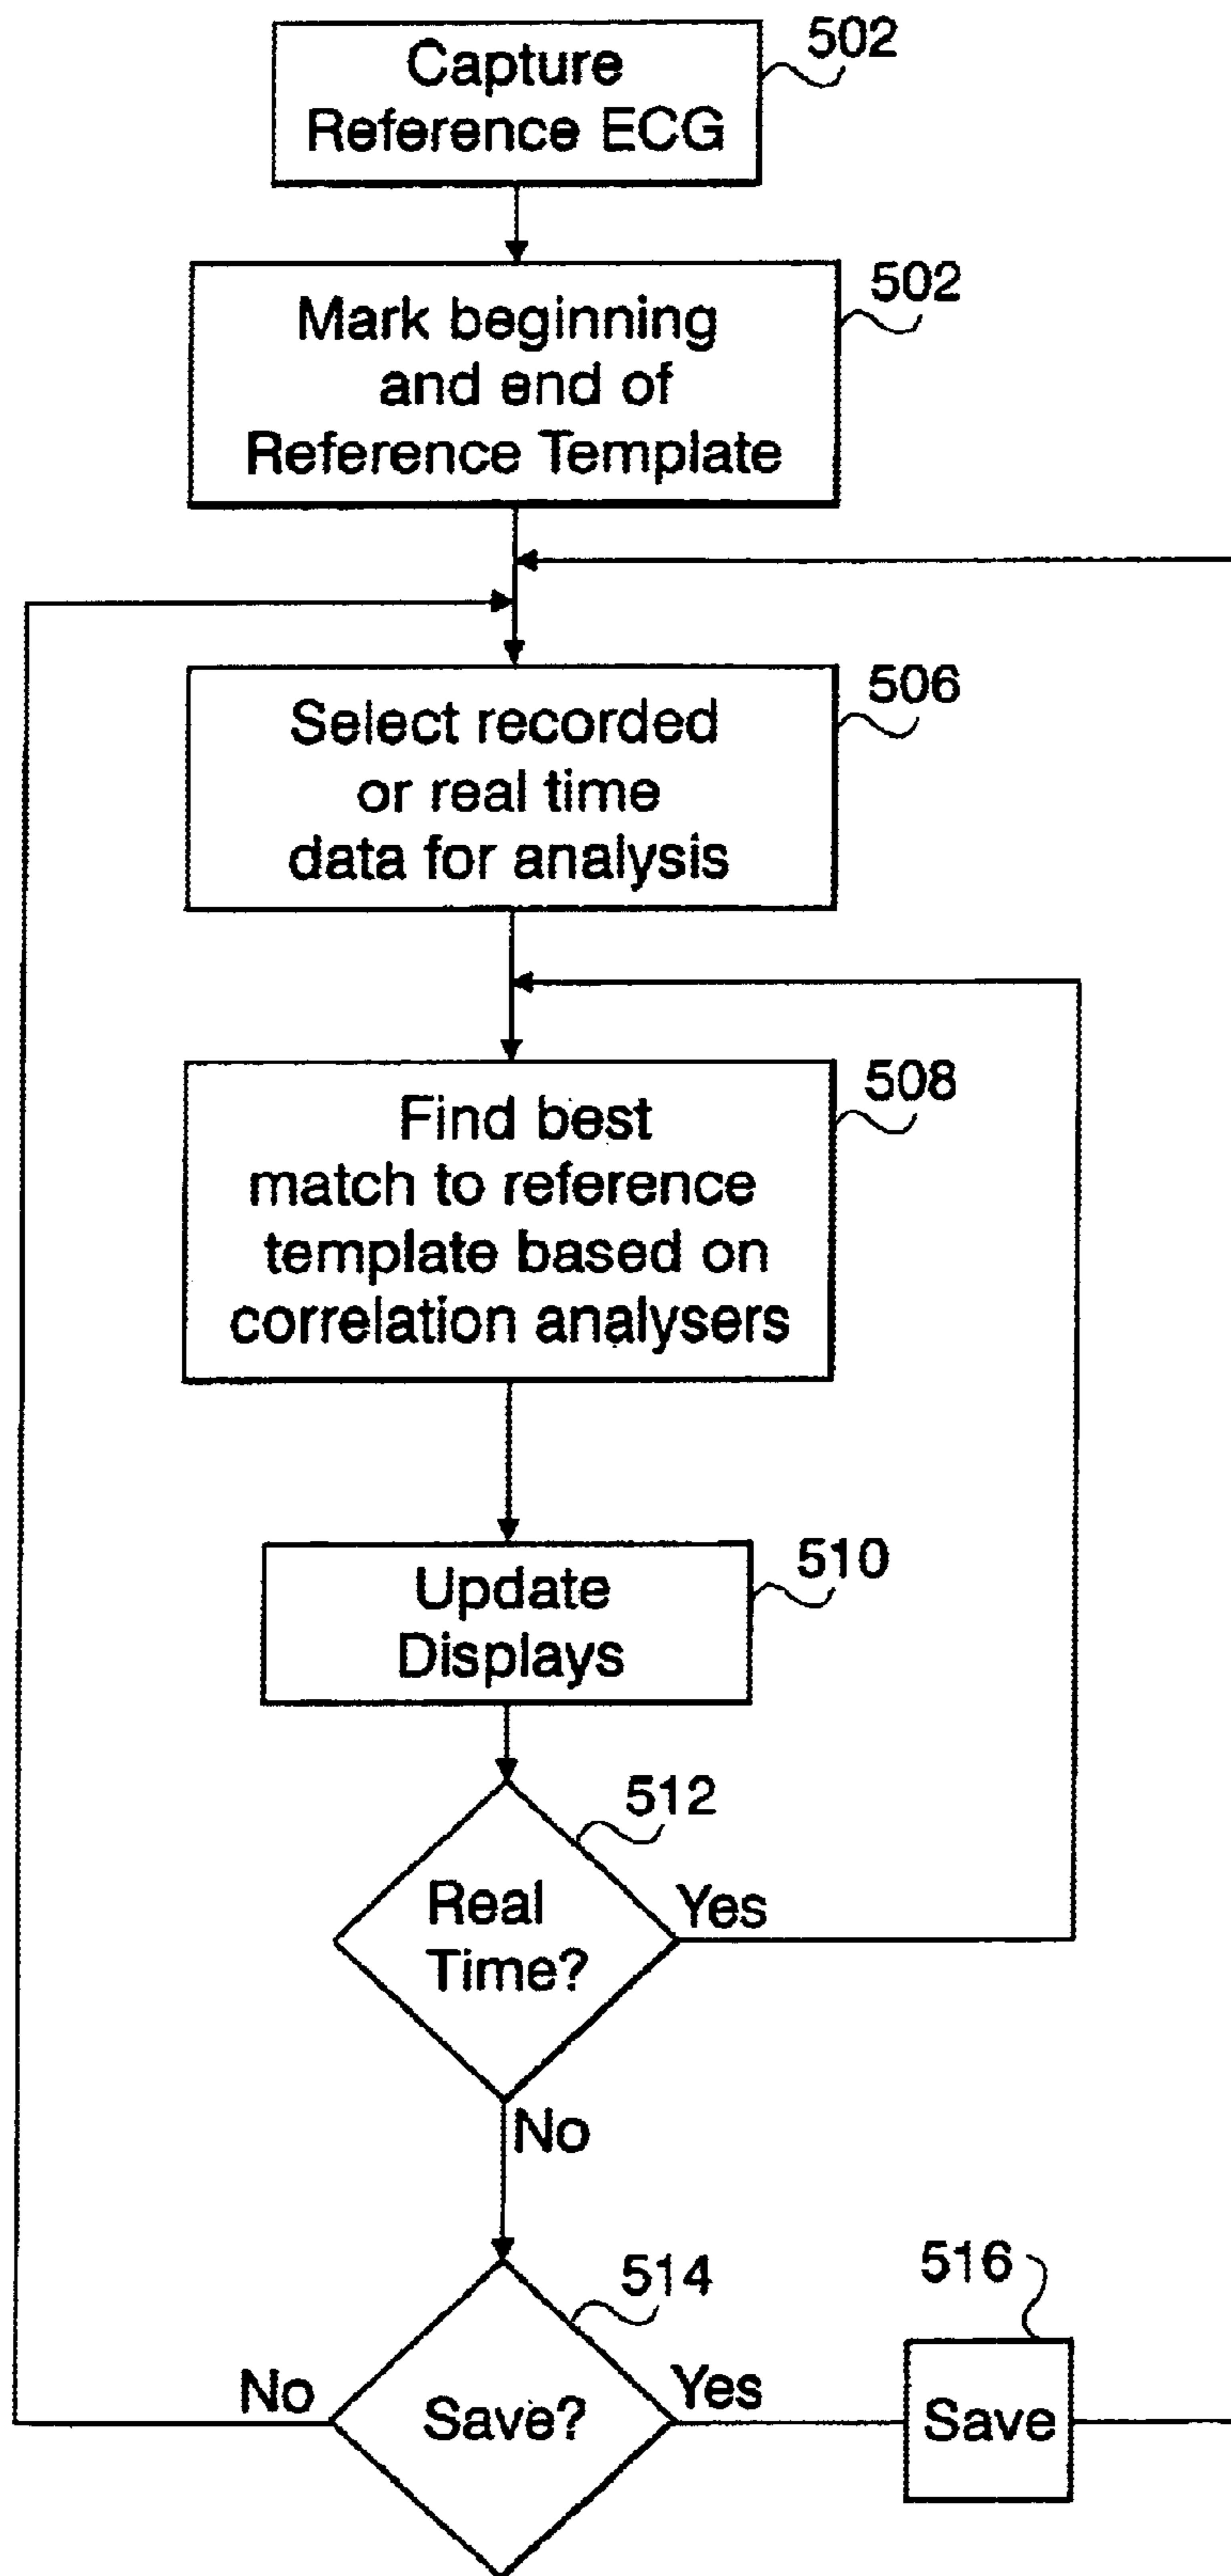 Capture
Reference ECG
502
Mark beginning
and end of
Reference Template
502
Select recorded
or real time
data for analysis
506
Find best
match to reference
template based on
correlation analysers
508
Update
Displays
510
512
Real
Time?
Yes
No
514
Save?
No
Yes
516
Save